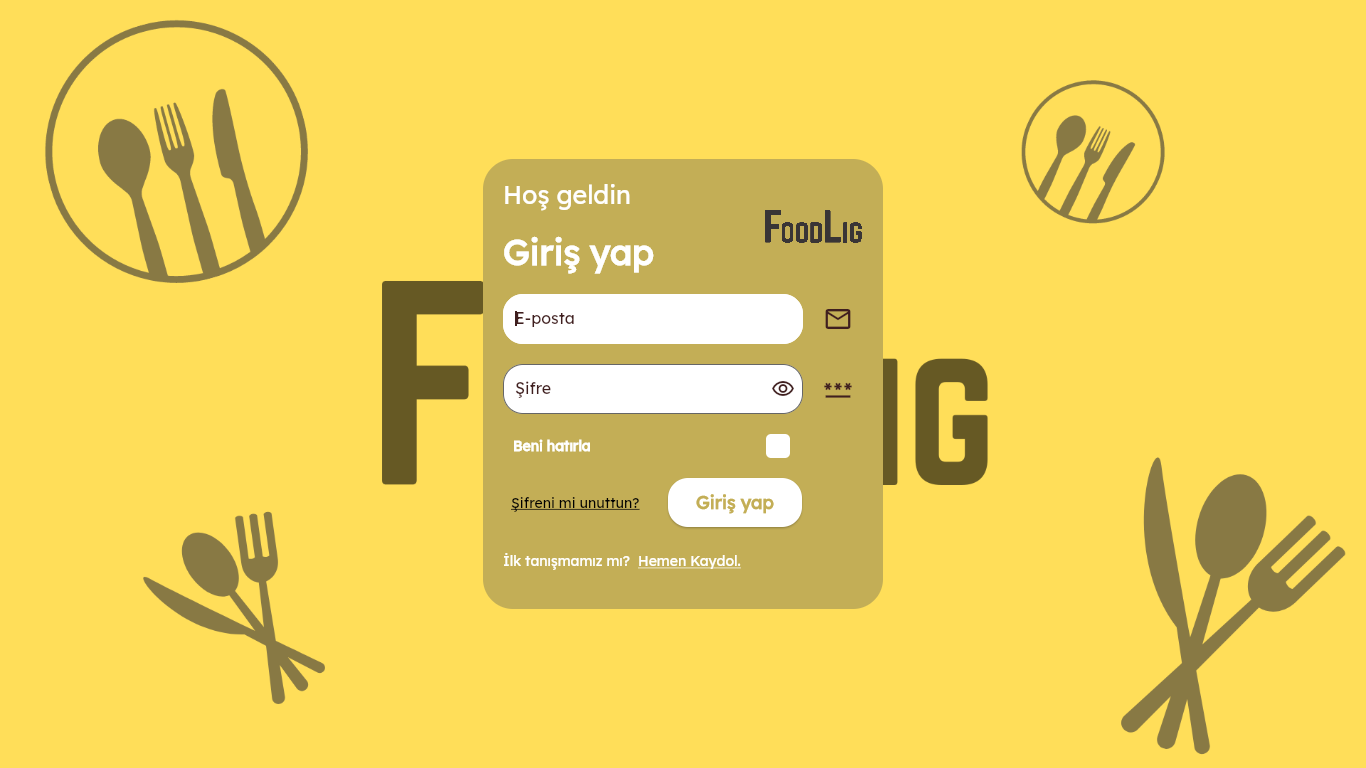 Hoş geldin
FOODLIG
Giriş yap
E-posta
Şifre
***
Beni hatırla
Şifreni mi unuttun?
Giriş yap
İlk tanışmamız mı? Hemen Kaydol.
F
IG